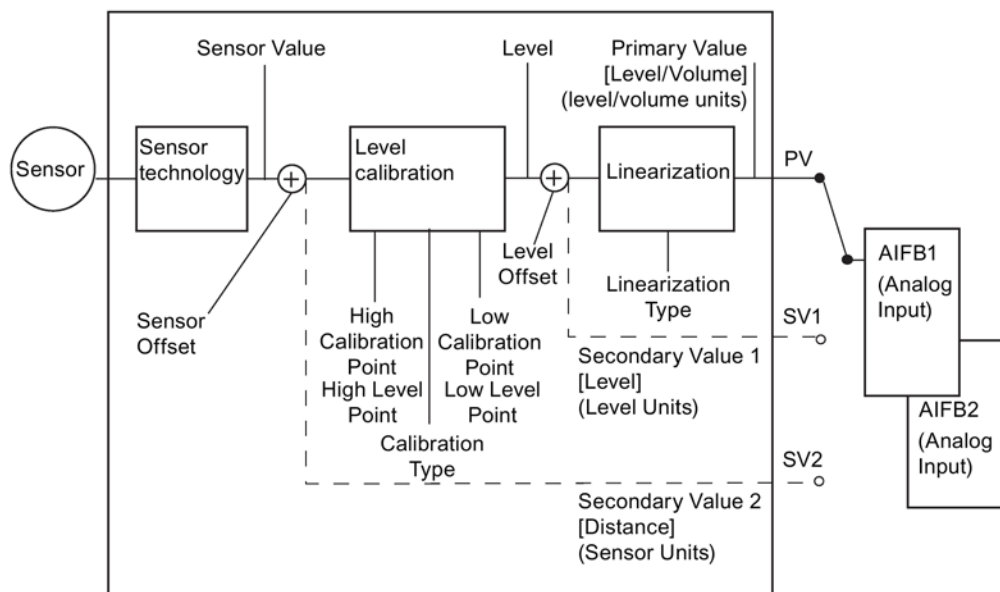 Sensor Value
Level
Primary Value
[Level/Volume]
(level/volume units)
Sensor
Sensor
technology
Level
calibration
Linearization
PV
+
+
Level
Offset
Sensor
Offset
High
Calibration
Point
High Level
Point
Low
Calibration
Point
Low Level
Point
Calibration
Type
Linearization
Type
AIFB1
(Analog
Input)
SV1
Secondary Value 1
[Level]
(Level Units)
AIFB2
(Analog
Input)
SV2
Secondary Value 2
[Distance]
(Sensor Units)